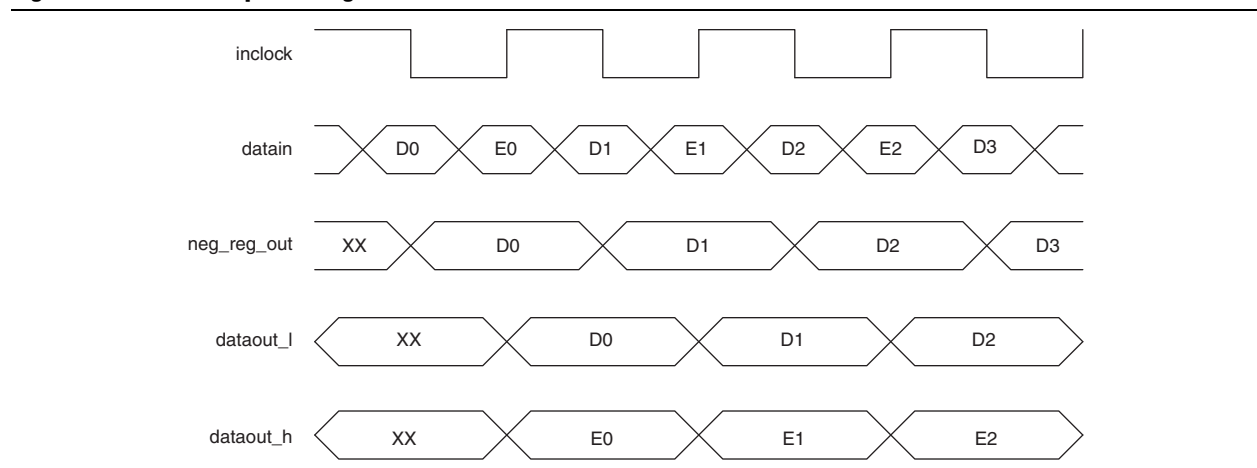 inclock
datain D0 E0 D1 E1 D2 E2 D3
neg_reg_out XX D0 D1 D2 D3
dataout_l XX D0 D1 D2
dataout_h XX E0 E1 E2